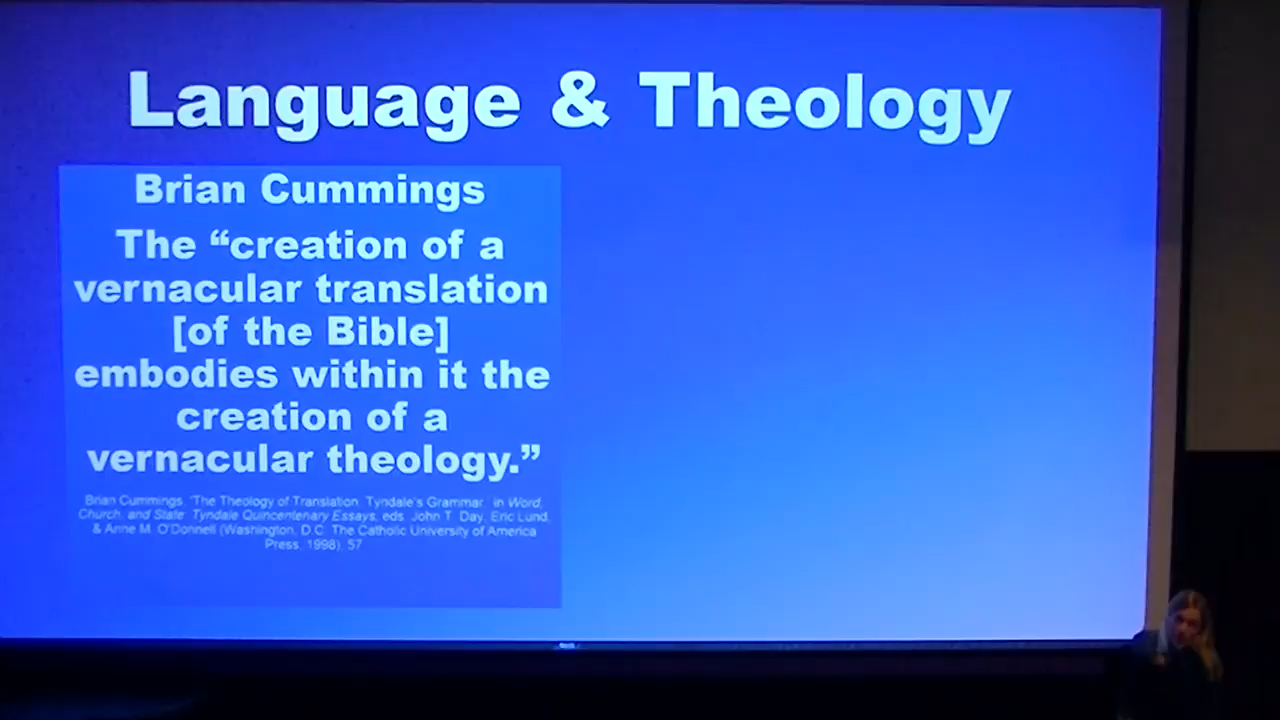 Language & Theology
Brian Cummings
The “creation of a
vernacular translation
[of the Bible]
embodies within it the
creation of a
vernacular theology.”
Brian Cummings. 'The Theology of Translation. Tyndale's Grammar,' in Word,
Church, and State: Tyndale Quincentenary Essays, eds. John T. Day, Eric Lund,
& Anne M. O'Donnell (Washington, D.C. The Catholic University of America
Press, 1998), 57